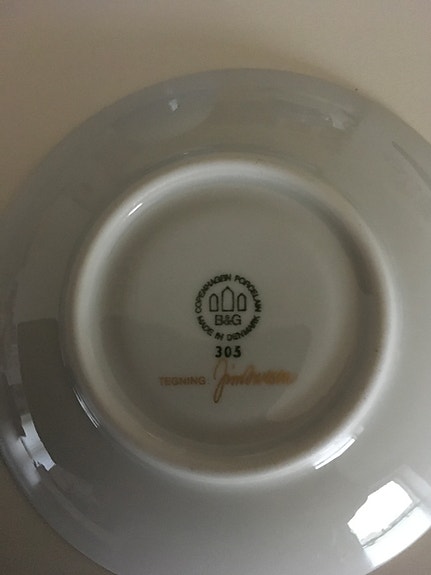 COPENHAGEN PORCELAIN
B&G
MADE IN DENMARK
305
TEGNING